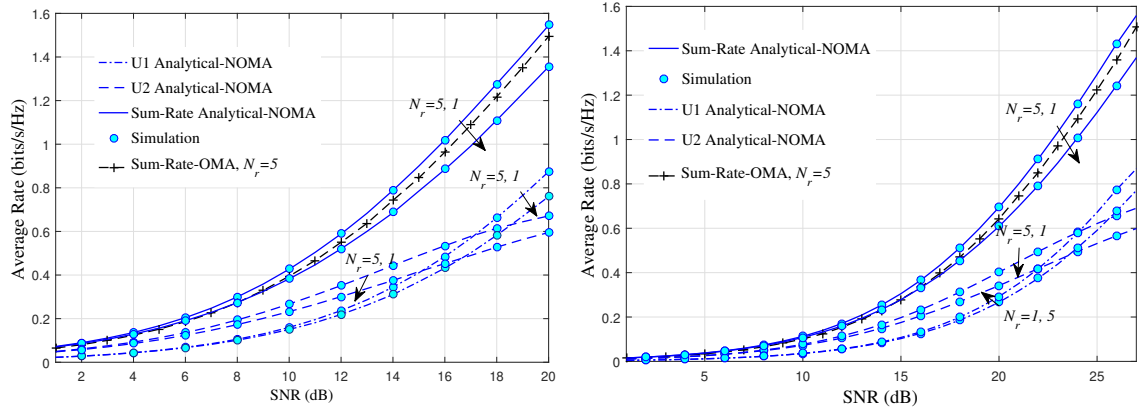 1.6
1.4
1.2
1
0.8
0.6
0.4
0.2
0
Average Rate (bits/s/Hz)
U1 Analytical-NOMA
U2 Analytical-NOMA
Sum-Rate Analytical-NOMA
Simulation
Sum-Rate-OMA, N_r=5
N_r=5, 1
N_r=5, 1
N_r=5, 1
2 4 6 8 10 12 14 16 18 20
SNR (dB)
1.6
1.4
1.2
1
0.8
0.6
0.4
0.2
0
Average Rate (bits/s/Hz)
Sum-Rate Analytical-NOMA
Simulation
U1 Analytical-NOMA
U2 Analytical-NOMA
Sum-Rate-OMA, N_r=5
N_r=5, 1
N_r=5, 1
N_r=1, 5
5 10 15 20 25
SNR (dB)